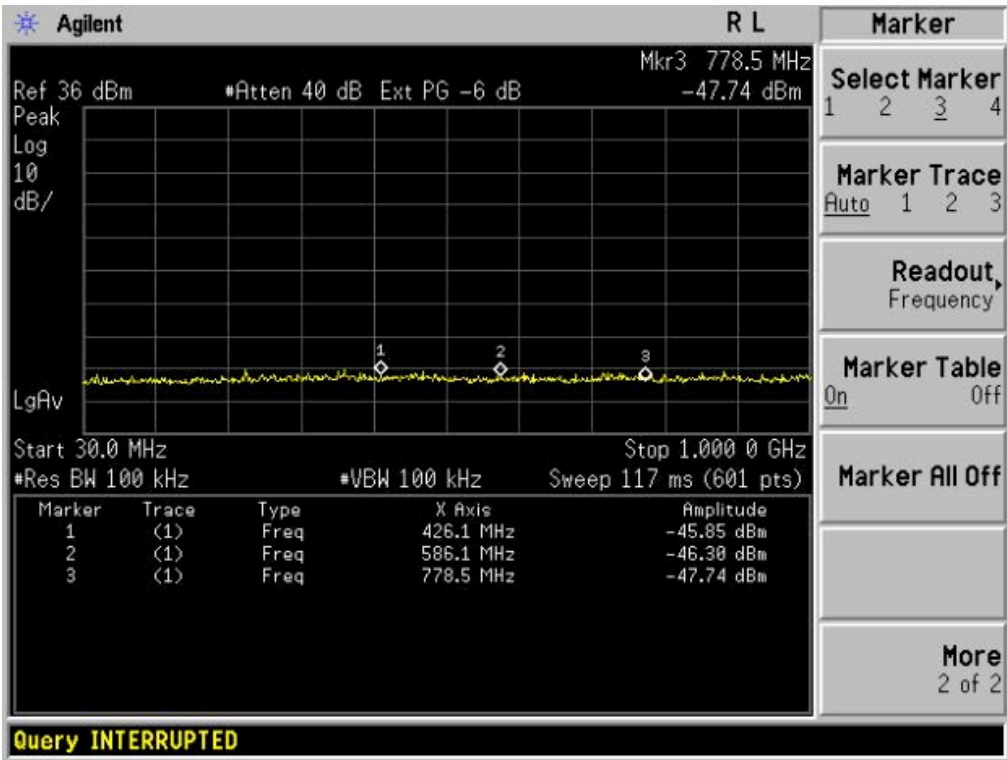 Agilent R L Marker
Mkr3 778.5 MHz
Ref 36 dBm #Atten 40 dB Ext PG -6 dB -47.74 dBm
Peak
Log
10
dB/
1 2 3
LgAv
Start 30.0 MHz Stop 1.000 0 GHz
#Res BW 100 kHz #VBW 100 kHz Sweep 117 ms (601 pts)
Marker Trace Type X Axis Amplitude
1 (1) Freq 426.1 MHz -45.85 dBm
2 (1) Freq 586.1 MHz -46.30 dBm
3 (1) Freq 778.5 MHz -47.74 dBm
Select Marker
1 2 3 4
Marker Trace
Auto 1 2 3
Readout
Frequency
Marker Table
On Off
Marker All Off
More
2 of 2
Query INTERRUPTED